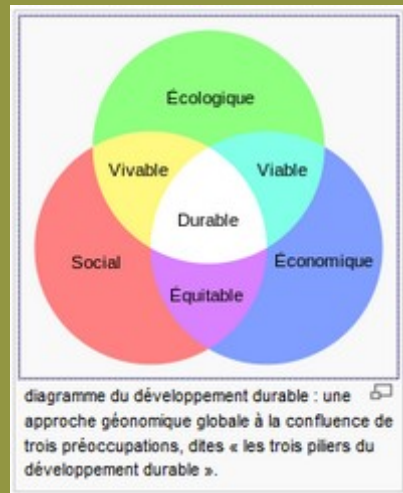 Écologique
Vivable
Viable
Durable
Social
Économique
Équitable
diagramme du développement durable : une
approche géonomique globale à la confluence de
trois préoccupations, dites « les trois piliers du
développement durable ».